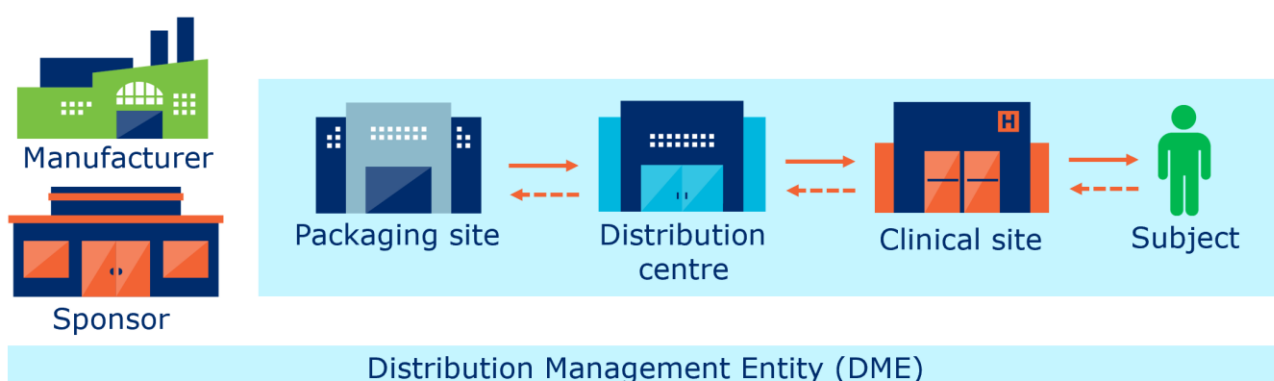 Manufacturer
Sponsor
Packaging site
Distribution
centre
H
Clinical site
Subject
Distribution Management Entity (DME)